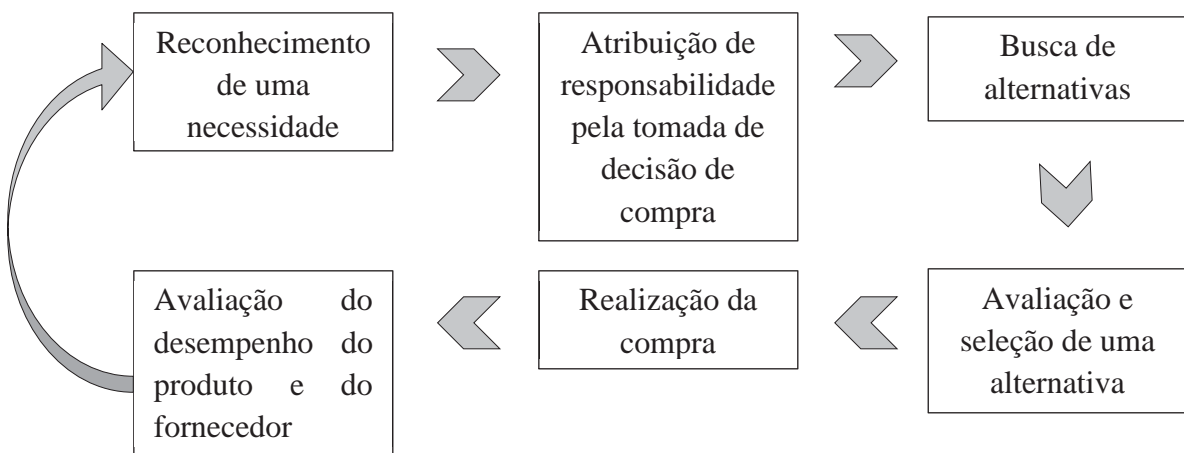 Reconhecimento
de uma
necessidade
Atribuição de
responsabilidade
pela tomada de
decisão de
compra
Busca de
alternativas
Avaliação e
seleção de uma
alternativa
Realização da
compra
Avaliação do
desempenho do
produto e do
fornecedor